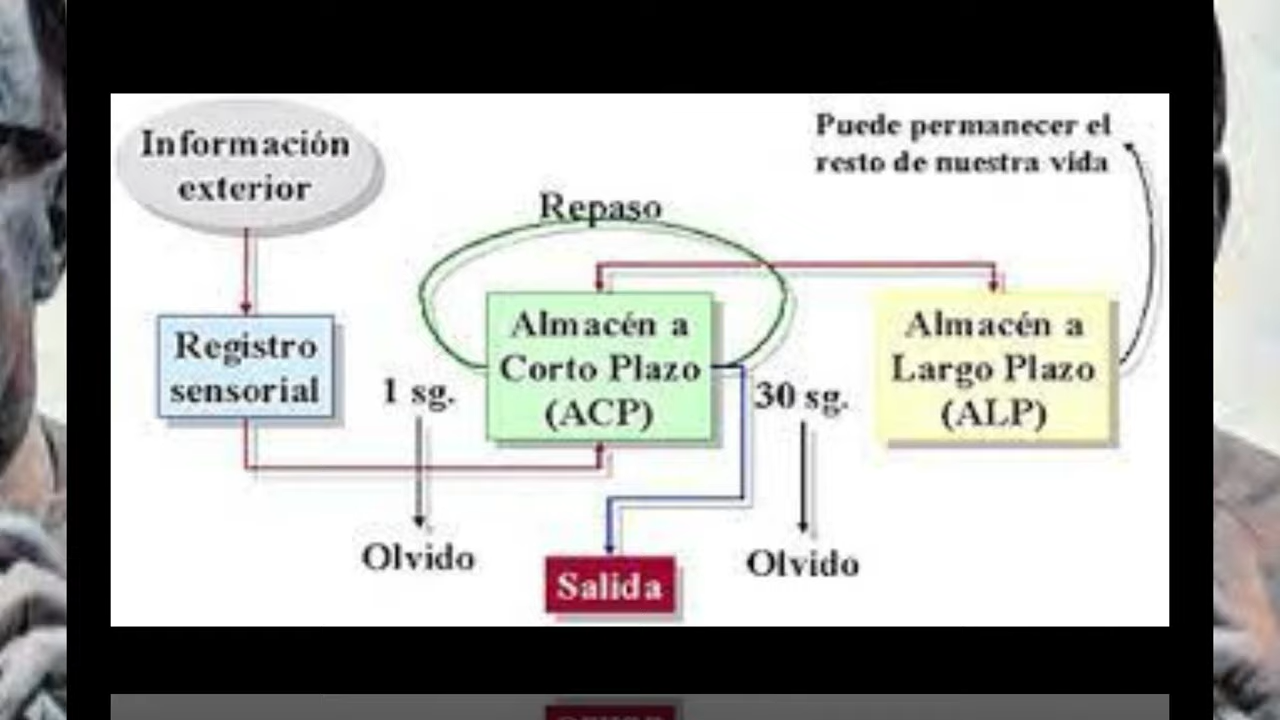 Información
exterior
Puede permanecer el
resto de nuestra vida
Repaso
Registro
sensorial
1 sg.
Almacén a
Corto Plazo
(ACP)
30 sg.
Almacén a
Largo Plazo
(ALP)
Olvido
Salida
Olvido